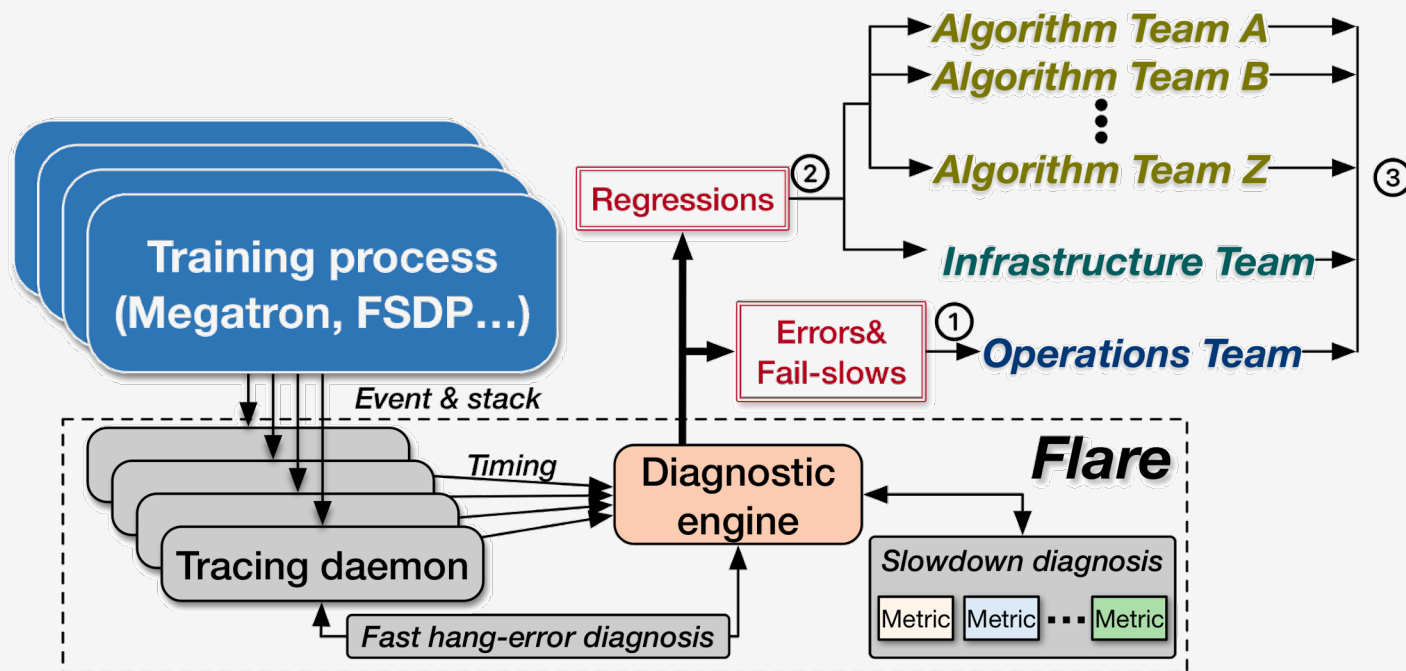 Algorithm Team A
Algorithm Team B
Algorithm Team Z
②
③
Regressions
Training process
(Megatron, FSDP...)
Infrastructure Team
①
Errors&
Fail-slows
Operations Team
Event & stack
Flare
Timing
Diagnostic
engine
Tracing daemon
Slowdown diagnosis
Metric
Metric
Metric
Fast hang-error diagnosis